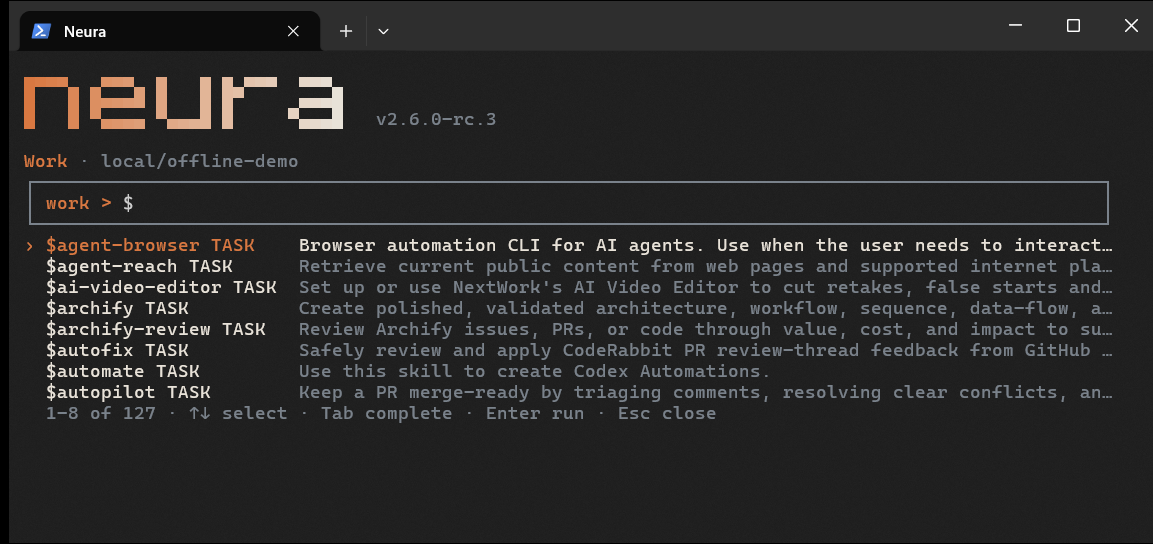 Neura
neura v2.6.0-rc.3
Work · local/offline-demo
work > $
› $agent-browser TASK Browser automation CLI for AI agents. Use when the user needs to interact…
$agent-reach TASK Retrieve current public content from web pages and supported internet pla…
$ai-video-editor TASK Set up or use NextWork's AI Video Editor to cut retakes, false starts and…
$archify TASK Create polished, validated architecture, workflow, sequence, data-flow, a…
$archify-review TASK Review Archify issues, PRs, or code through value, cost, and impact to su…
$autofix TASK Safely review and apply CodeRabbit PR review-thread feedback from GitHub …
$automate TASK Use this skill to create Codex Automations.
$autopilot TASK Keep a PR merge-ready by triaging comments, resolving clear conflicts, an…
1-8 of 127 · ↑↓ select · Tab complete · Enter run · Esc close